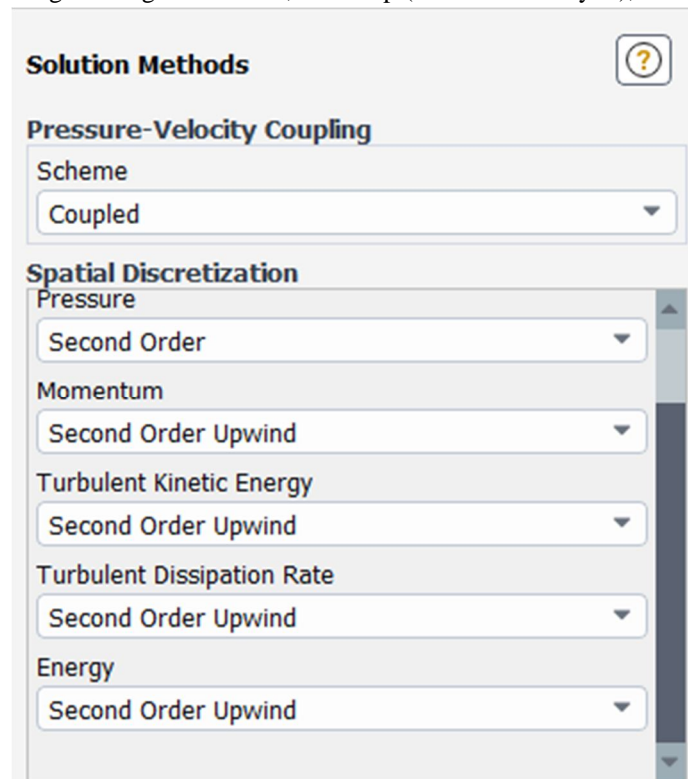 Solution Methods
?
Pressure-Velocity Coupling
Scheme
Coupled
Spatial Discretization
Pressure
Second Order
Momentum
Second Order Upwind
Turbulent Kinetic Energy
Second Order Upwind
Turbulent Dissipation Rate
Second Order Upwind
Energy
Second Order Upwind